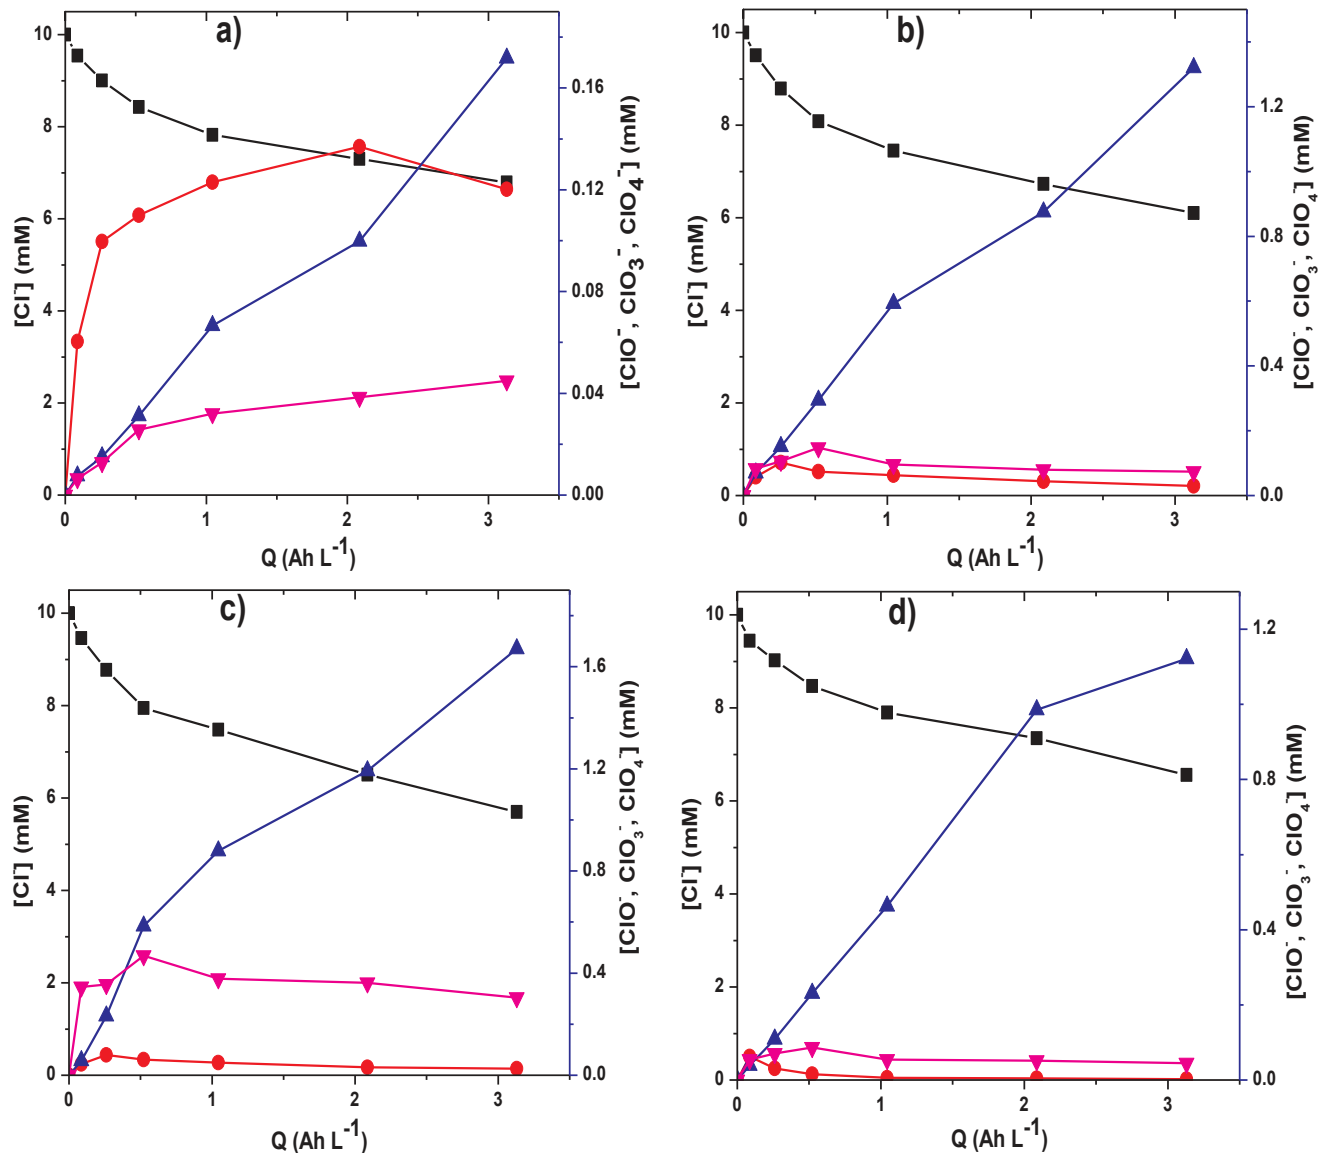 a)
10
8
6
4
2
0
[Cl⁻] (mM)
0.16
0.12
0.08
0.04
0.00
[ClO⁻, ClO₃⁻, ClO₄⁻] (mM)
0 1 2 3
Q (Ah L⁻¹)
b)
10
8
6
4
2
0
[Cl⁻] (mM)
1.2
0.8
0.4
0.0
[ClO⁻, ClO₃⁻, ClO₄⁻] (mM)
0 1 2 3
Q (Ah L⁻¹)
c)
10
8
6
4
2
0
[Cl⁻] (mM)
1.6
1.2
0.8
0.4
0.0
[ClO⁻, ClO₃⁻, ClO₄⁻] (mM)
0 1 2 3
Q (Ah L⁻¹)
d)
10
8
6
4
2
0
[Cl⁻] (mM)
1.2
0.8
0.4
0.0
[ClO⁻, ClO₃⁻, ClO₄⁻] (mM)
0 1 2 3
Q (Ah L⁻¹)